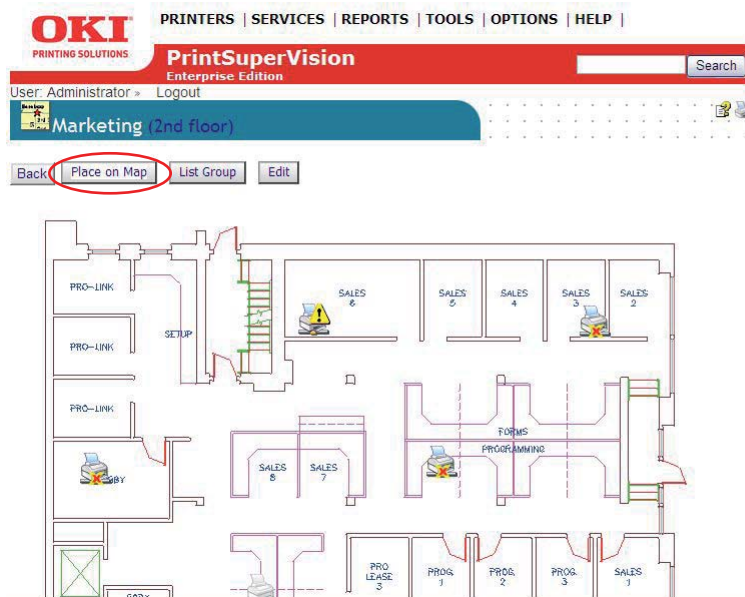 OKI
PRINTING SOLUTIONS
PRINTERS | SERVICES | REPORTS | TOOLS | OPTIONS | HELP |
PrintSuperVision
Enterprise Edition
Search
User: Administrator » Logout
Marketing (2nd floor)
Back
Place on Map
List Group
Edit
PRO-LINK
SETUP
PRO-LINK
PRO-LINK
SALES
6
SALES
5
SALES
4
SALES
3
SALES
2
FORMS
PROGRAMMING
SALES
8
SALES
7
PRO
LEASE
3
PROG.
1
PROG.
2
PROG.
3
SALES
1